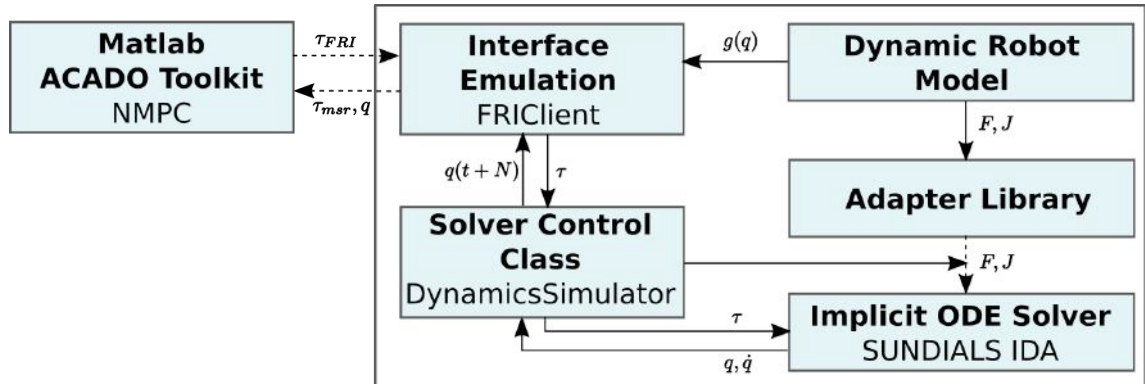 Matlab
ACADO Toolkit
NMPC
τ_FRI
τ_msr, q
Interface
Emulation
FRIClient
g(q)
Dynamic Robot
Model
F, J
q(t + N)
τ
Adapter Library
Solver Control
Class
DynamicsSimulator
F, J
τ
q, q̇
Implicit ODE Solver
SUNDIALS IDA